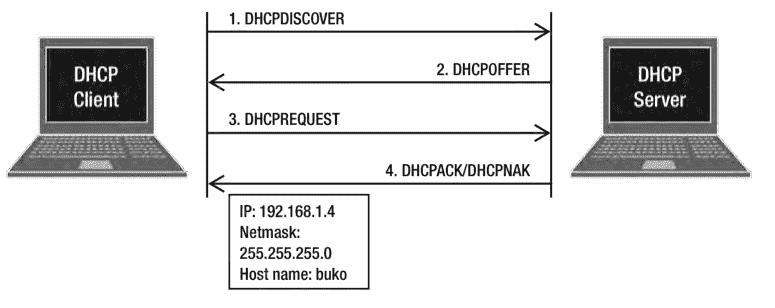 1. DHCPDISCOVER
DHCP
Client
2. DHCPOFFER
DHCP
Server
3. DHCPREQUEST
4. DHCPACK/DHCPNAK
IP: 192.168.1.4
Netmask:
255.255.255.0
Host name: buko